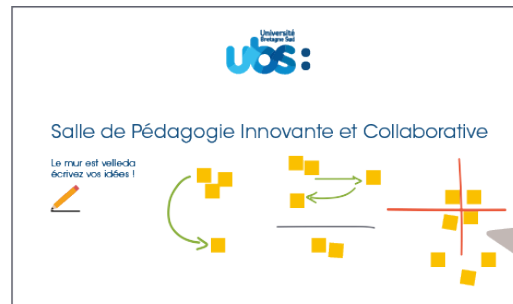 Université
Bretagne Sud
ubs:
Salle de Pédagogie Innovante et Collaborative
Le mur est velleda
écrivez vos idées !